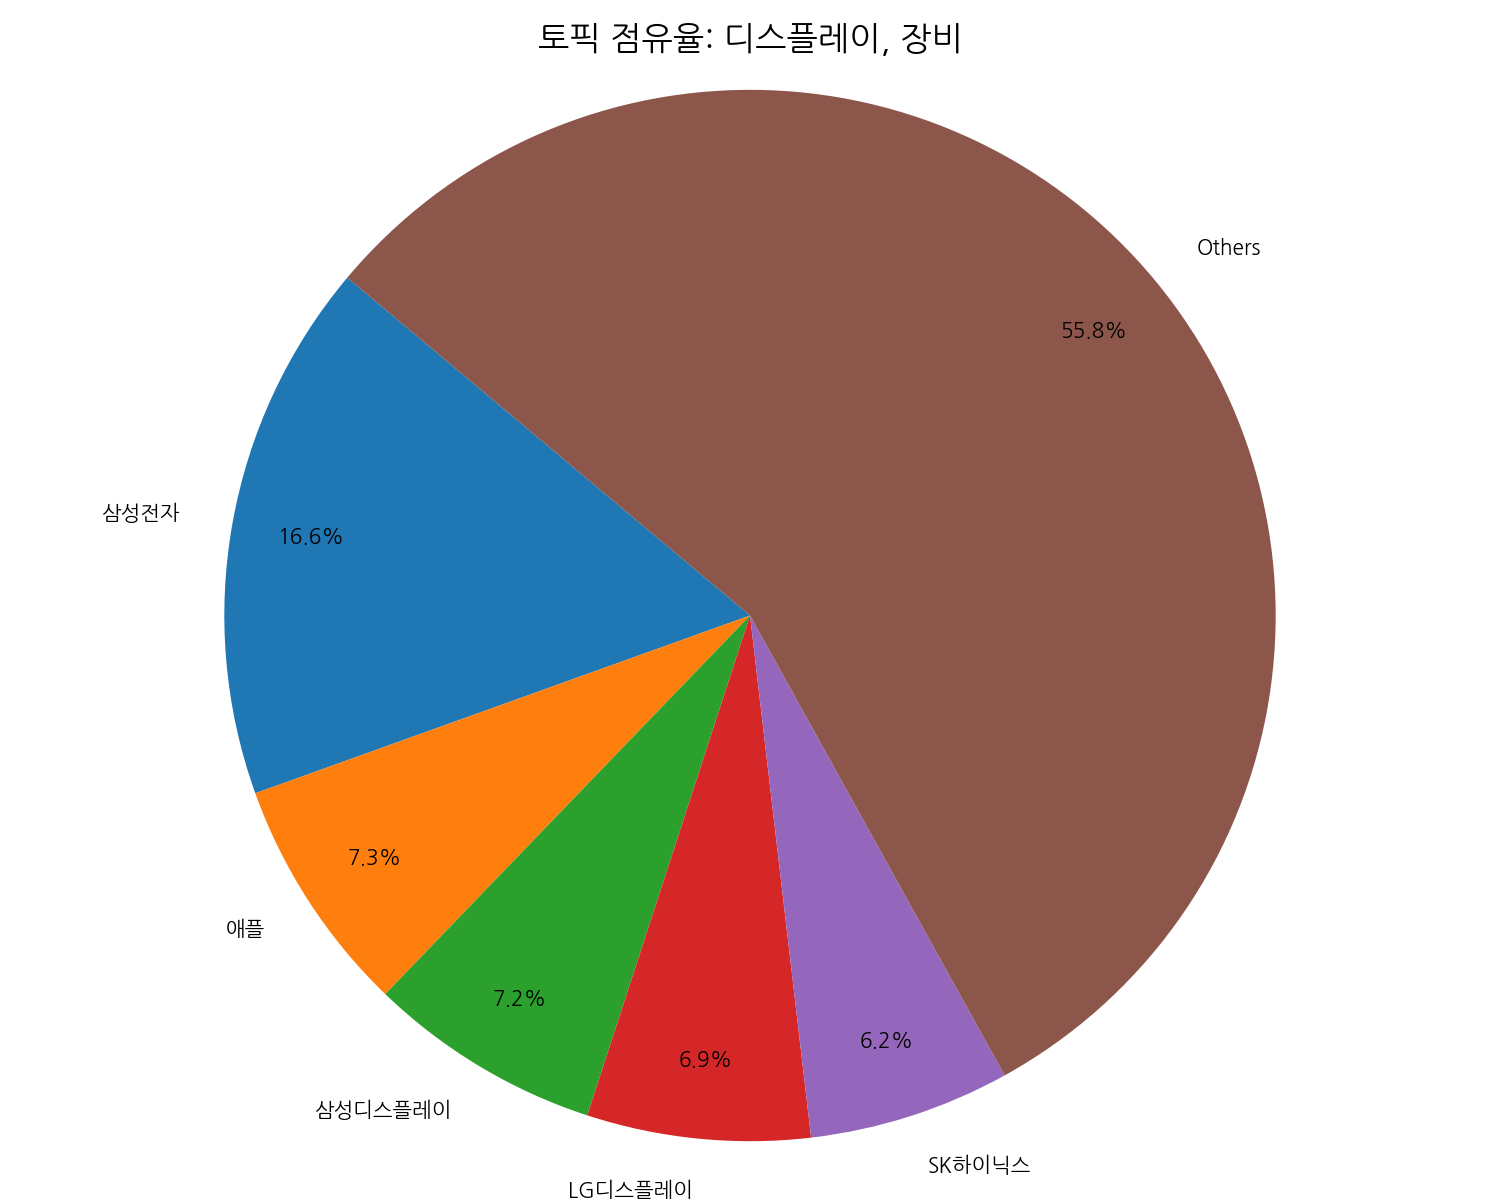 토픽 점유율: 디스플레이, 장비
Others
55.8%
삼성전자
16.6%
7.3%
애플
7.2%
삼성디스플레이
6.9%
LG디스플레이
6.2%
SK하이닉스